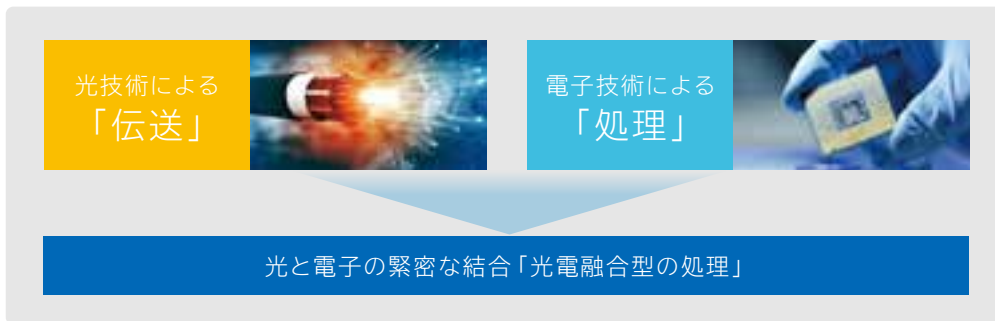 光技術による
「伝送」
電子技術による
「処理」
光と電子の緊密な結合「光電融合型の処理」